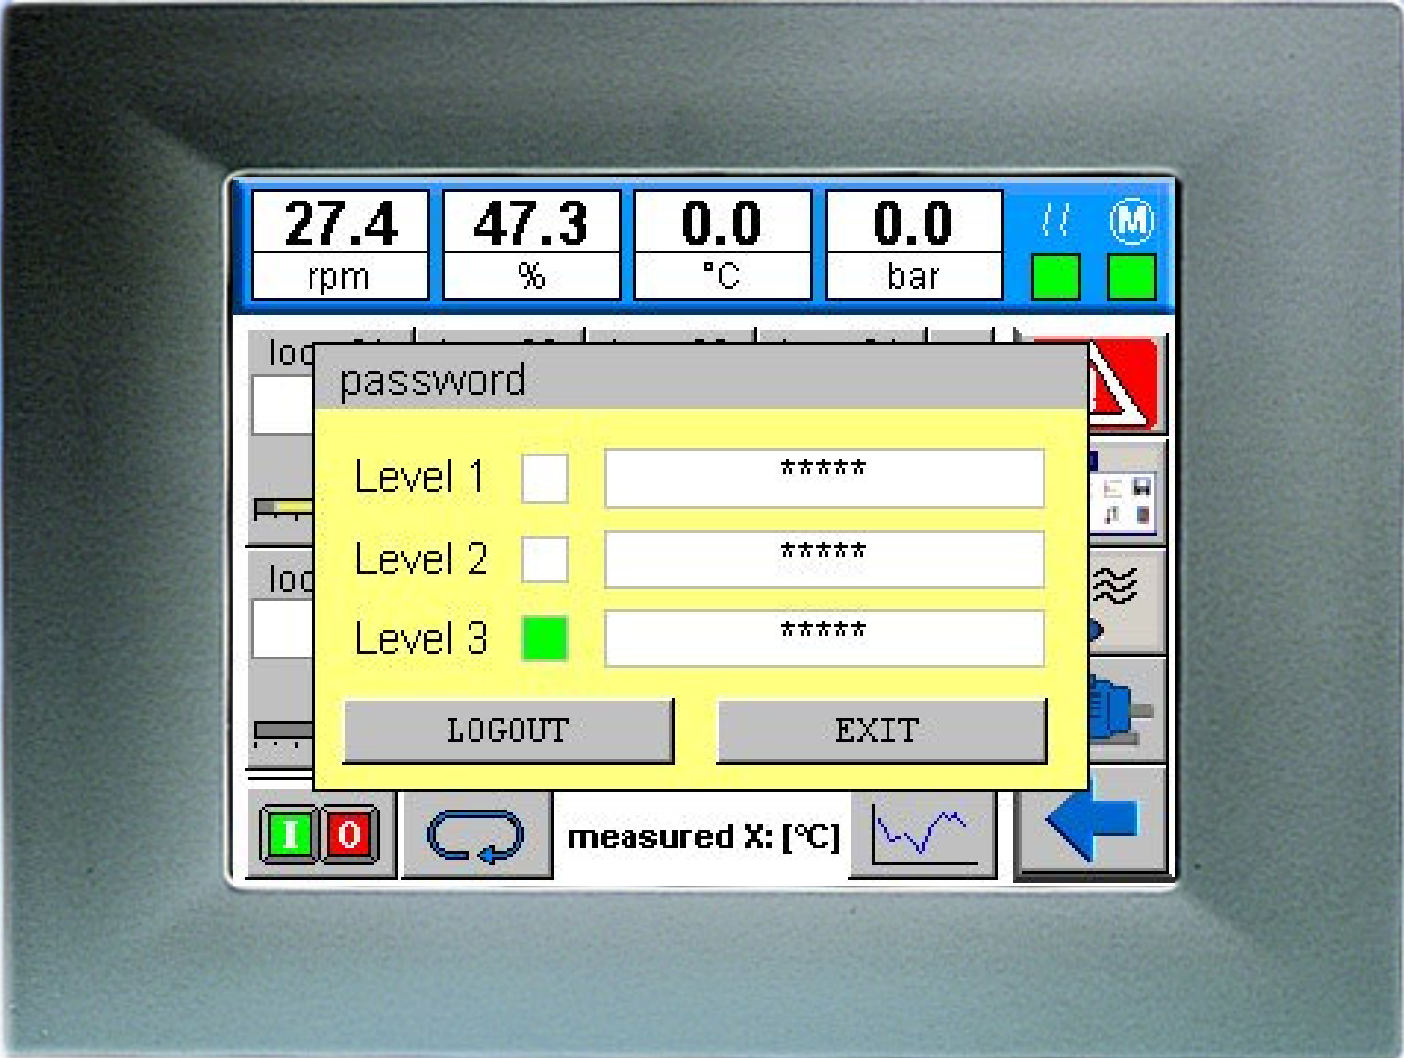 27.4 47.3 0.0 0.0 M
rpm % °C bar
password
Level 1 *****
Level 2 *****
Level 3 *****
LOGOUT EXIT
I 0 measured X: [°C]